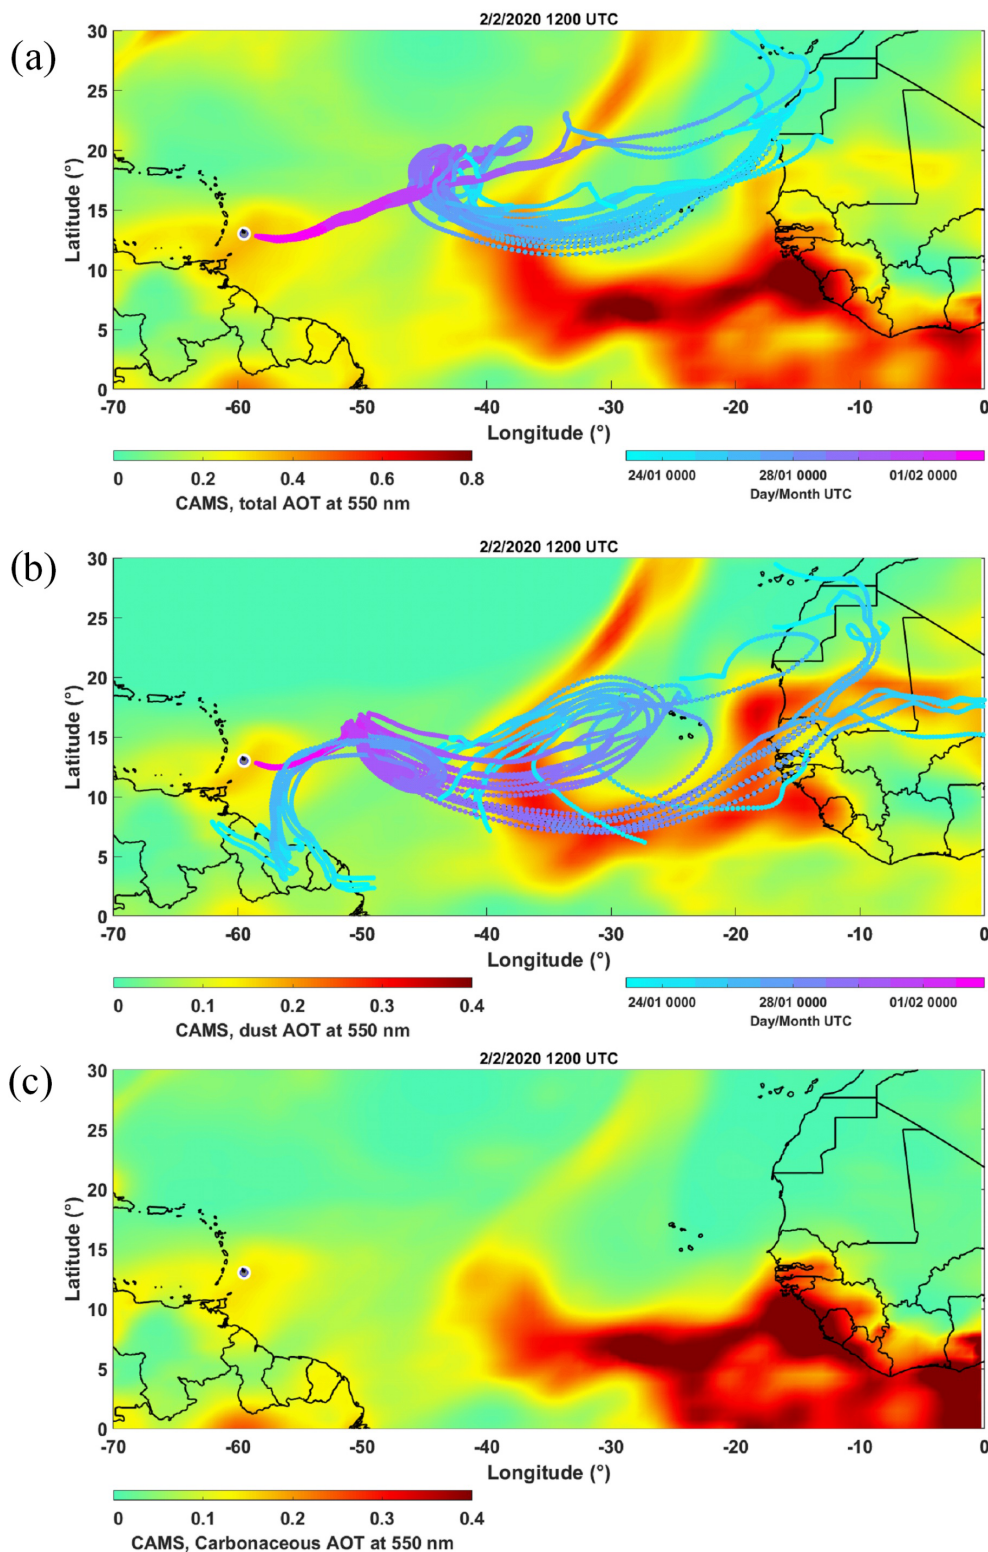 2/2/2020 1200 UTC
(a)
30
25
20
15
10
5
0
Latitude (°)
-70 -60 -50 -40 -30 -20 -10 0
Longitude (°)
0 0.2 0.4 0.6 0.8
CAMS, total AOT at 550 nm
24/01 0000 28/01 0000 01/02 0000
Day/Month UTC
2/2/2020 1200 UTC
(b)
30
25
20
15
10
5
0
Latitude (°)
-70 -60 -50 -40 -30 -20 -10 0
Longitude (°)
0 0.1 0.2 0.3 0.4
CAMS, dust AOT at 550 nm
24/01 0000 28/01 0000 01/02 0000
Day/Month UTC
2/2/2020 1200 UTC
(c)
30
25
20
15
10
5
0
Latitude (°)
-70 -60 -50 -40 -30 -20 -10 0
Longitude (°)
0 0.1 0.2 0.3 0.4
CAMS, Carbonaceous AOT at 550 nm